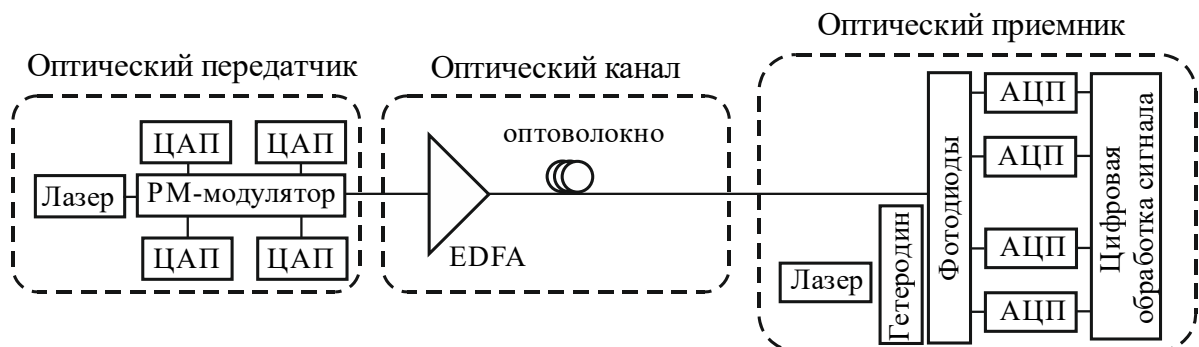 Оптический передатчик
ЦАП
ЦАП
Лазер
PM-модулятор
ЦАП
ЦАП
Оптический канал
оптоволокно
EDFA
Оптический приемник
Лазер
Гетеродин
Фотодиоды
АЦП
АЦП
АЦП
АЦП
Цифровая
обработка сигнала